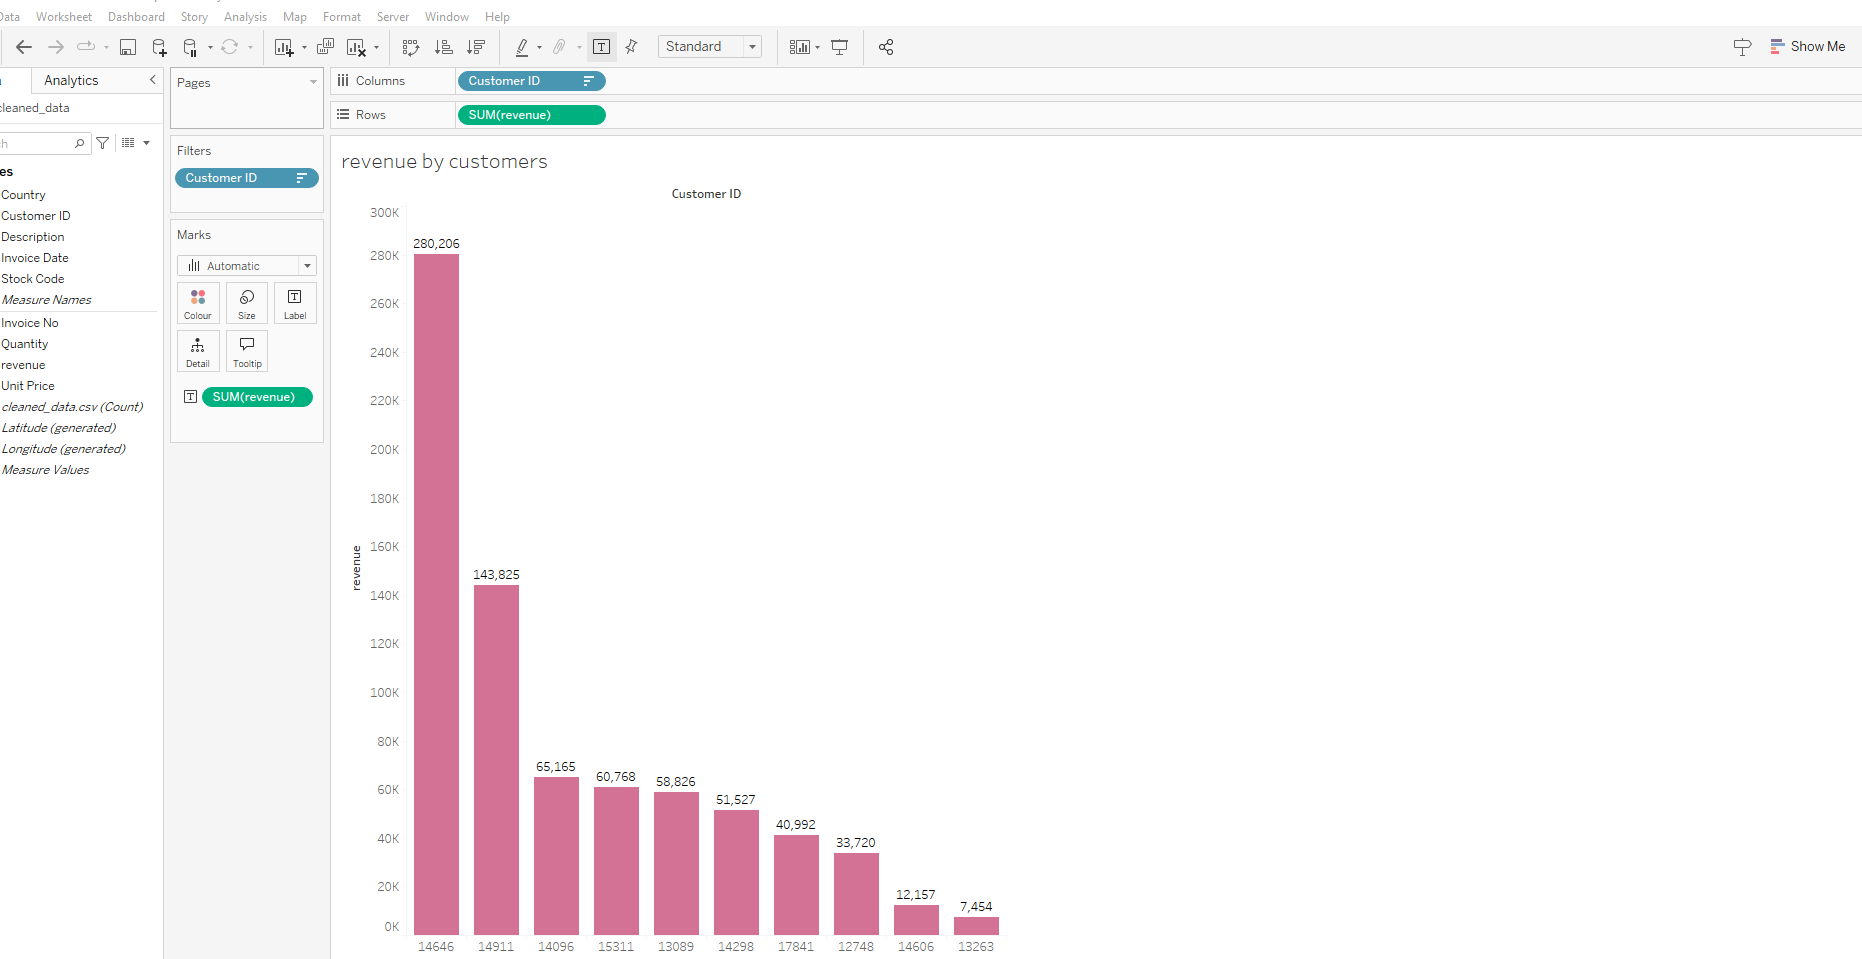 Data Worksheet Dashboard Story Analysis Map Format Server Window Help
Standard
Show Me
Analytics
cleaned_data
Country
Customer ID
Description
Invoice Date
Stock Code
Measure Names
Invoice No
Quantity
revenue
Unit Price
cleaned_data.csv (Count)
Latitude (generated)
Longitude (generated)
Measure Values
Pages
Filters
Customer ID
Marks
Automatic
Colour Size Label
Detail Tooltip
SUM(revenue)
Columns Customer ID
Rows SUM(revenue)
revenue by customers
Customer ID
revenue
300K
280K
260K
240K
220K
200K
180K
160K
140K
120K
100K
80K
60K
40K
20K
0K
280,206
143,825
65,165
60,768
58,826
51,527
40,992
33,720
12,157
7,454
14646 14911 14096 15311 13089 14298 17841 12748 14606 13263